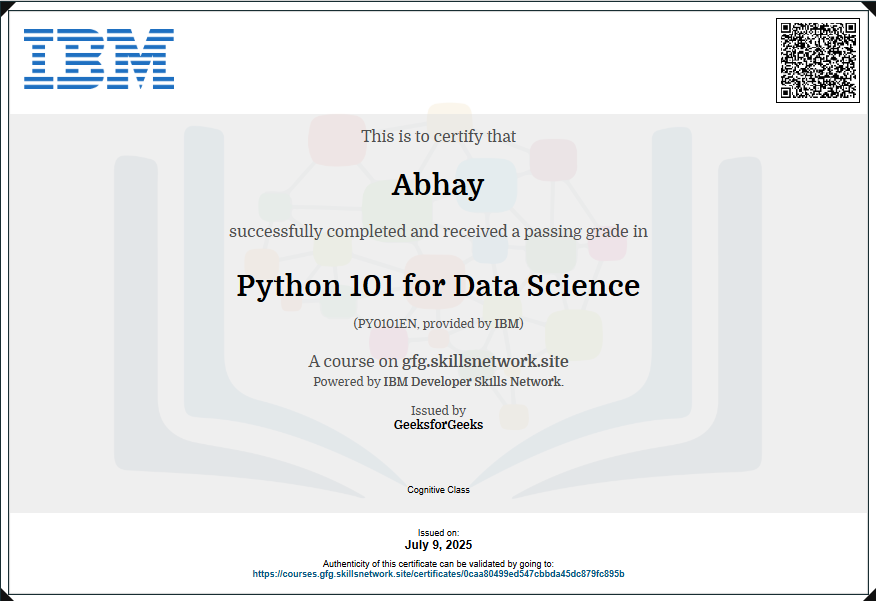 IBM
This is to certify that
Abhay
successfully completed and received a passing grade in
Python 101 for Data Science
(PY0101EN, provided by IBM)
A course on gfg.skillsnetwork.site
Powered by IBM Developer Skills Network.
Issued by
GeeksforGeeks
Cognitive Class
Issued on:
July 9, 2025
Authenticity of this certificate can be validated by going to:
https://courses.gfg.skillsnetwork.site/certificates/0caa80499ed547cbbda45dc879fc895b